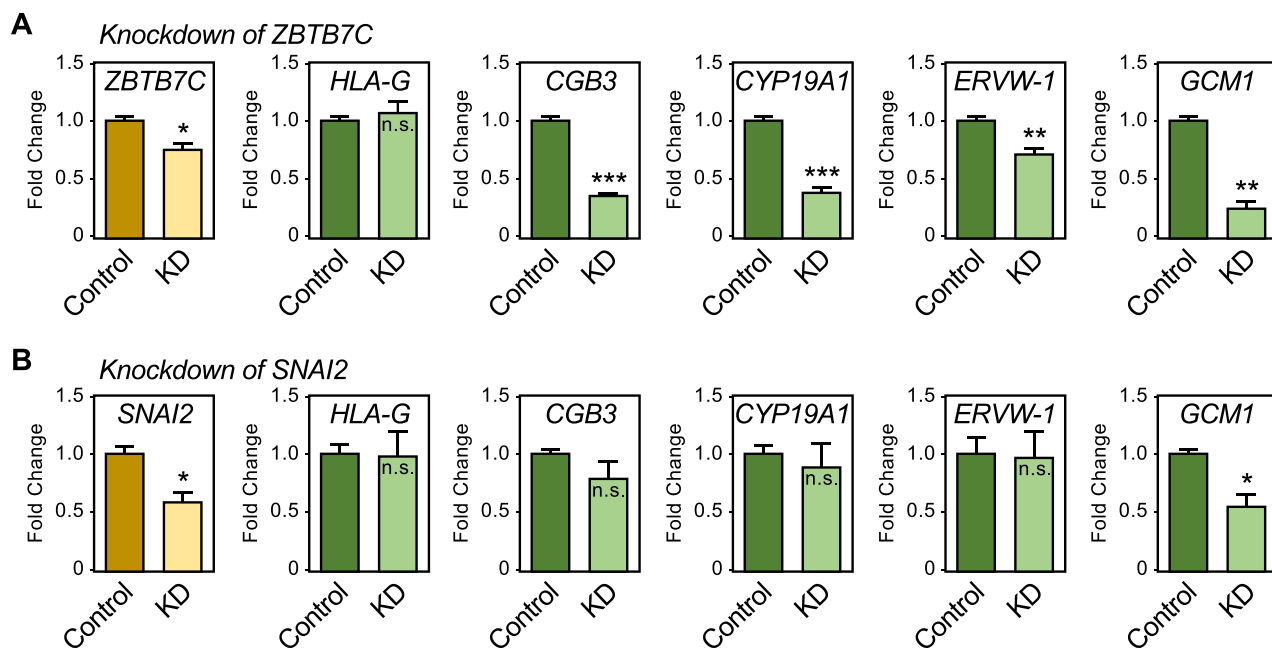 A
Knockdown of ZBTB7C
1.5 1.0 0.5 0 Fold Change ZBTB7C * Control KD
1.5 1.0 0.5 0 Fold Change HLA-G n.s. Control KD
1.5 1.0 0.5 0 Fold Change CGB3 *** Control KD
1.5 1.0 0.5 0 Fold Change CYP19A1 *** Control KD
1.5 1.0 0.5 0 Fold Change ERVW-1 ** Control KD
1.5 1.0 0.5 0 Fold Change GCM1 ** Control KD
B
Knockdown of SNAI2
1.5 1.0 0.5 0 Fold Change SNAI2 * Control KD
1.5 1.0 0.5 0 Fold Change HLA-G n.s. Control KD
1.5 1.0 0.5 0 Fold Change CGB3 n.s. Control KD
1.5 1.0 0.5 0 Fold Change CYP19A1 n.s. Control KD
1.5 1.0 0.5 0 Fold Change ERVW-1 n.s. Control KD
1.5 1.0 0.5 0 Fold Change GCM1 * Control KD